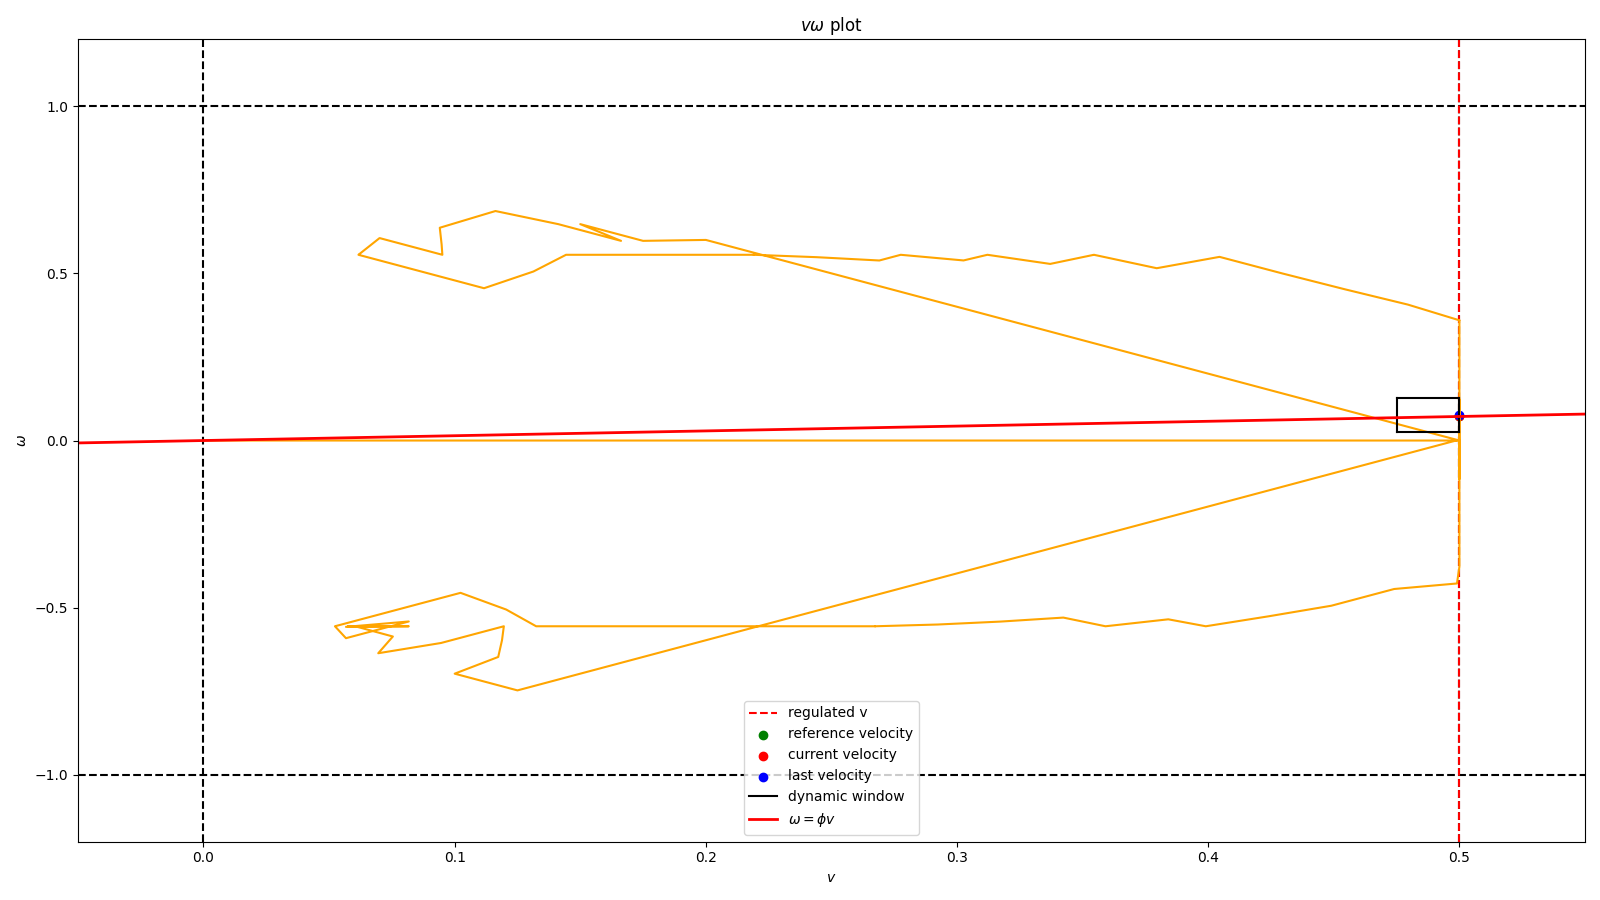 vω plot
1.0
0.5
0.0
−0.5
−1.0
ω
0.0
0.1
0.2
0.3
0.4
0.5
v
regulated v
reference velocity
current velocity
last velocity
dynamic window
ω = ϕv